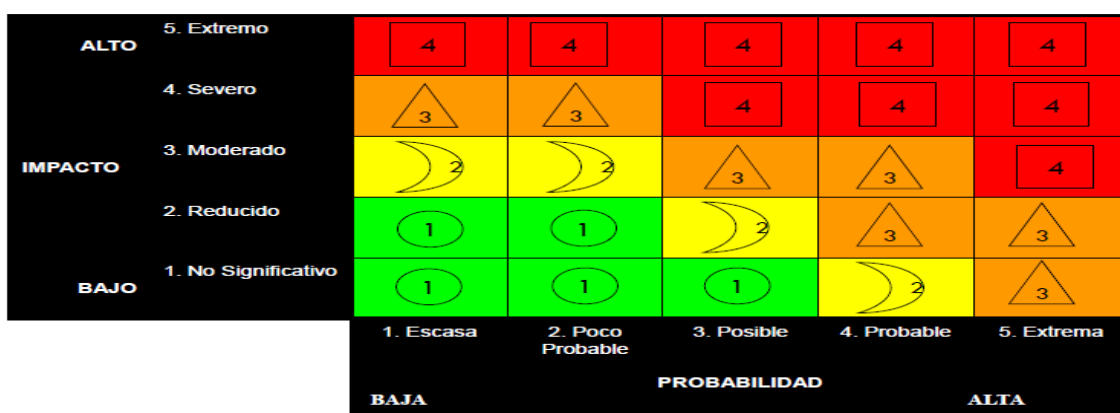 ALTO 5. Extremo 4 4 4 4 4
4. Severo 3 3 4 4 4
IMPACTO 3. Moderado 2 2 3 3 4
2. Reducido 1 1 2 3 3
BAJO 1. No Significativo 1 1 1 2 3
1. Escasa 2. Poco 3. Posible 4. Probable 5. Extrema
Probable
PROBABILIDAD
BAJA ALTA